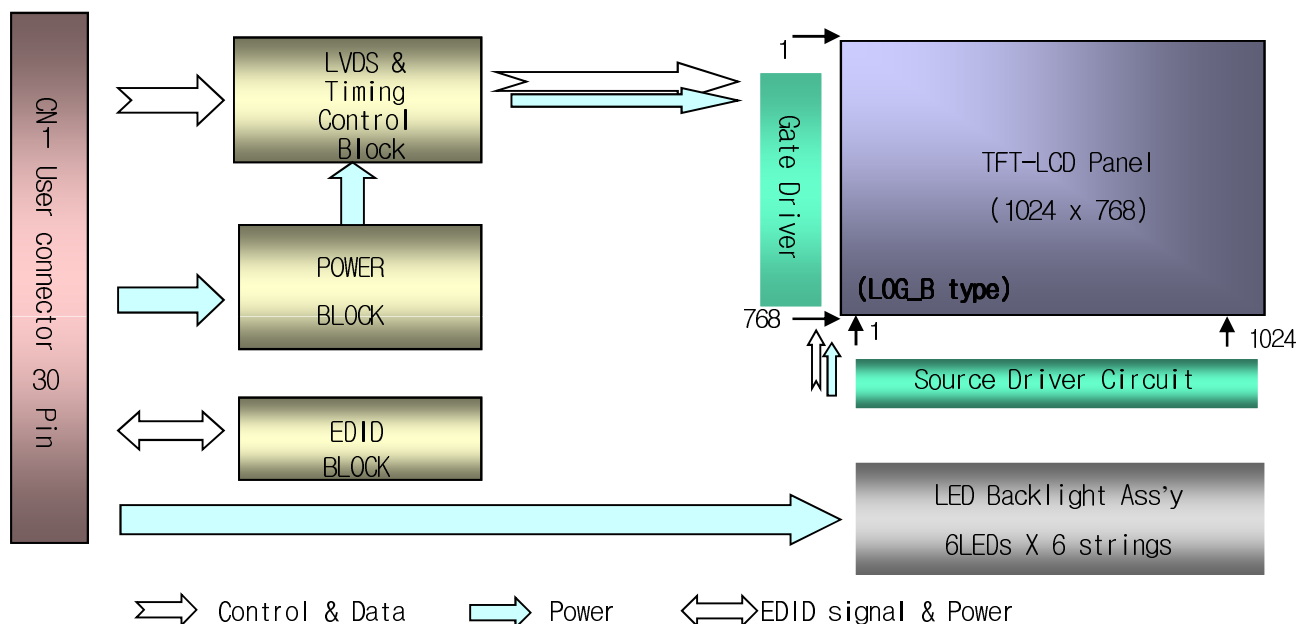 CN-1 User connector 30 Pin
LVDS &
Timing
Control
Block
POWER
BLOCK
EDID
BLOCK
1
Gate Driver
768
TFT-LCD Panel
(1024 x 768)
(LOG_B type)
1
1024
Source Driver Circuit
LED Backlight Ass'y
6LEDs X 6 strings
Control & Data
Power
EDID signal & Power